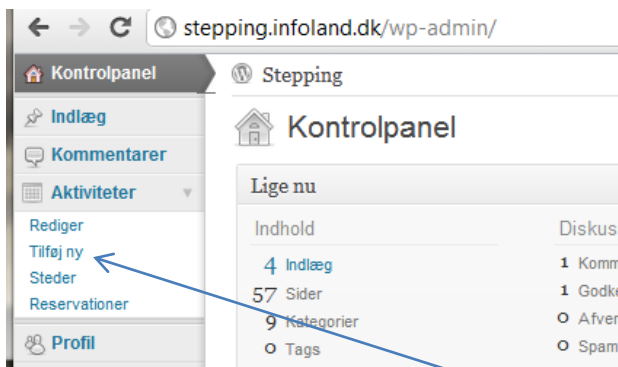 stepping.infoland.dk/wp-admin/
Kontrolpanel
Stepping
Indlæg
Kommentarer
Aktiviteter
Rediger
Tilføj ny
Steder
Reservationer
Profil
Kontrolpanel
Lige nu
Indhold
4 Indlæg
57 Sider
9 Kategorier
0 Tags
Diskus
1 Komm
1 Godke
0 Afver
0 Spam